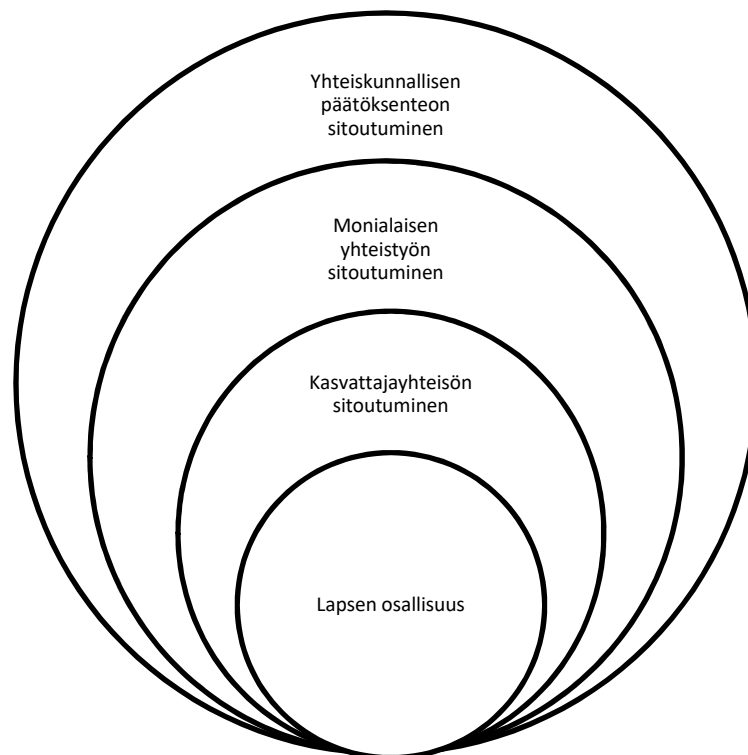 Yhteiskunnallisen
päätöksenteon
sitoutuminen
Monialaisen
yhteistyön
sitoutuminen
Kasvattajayhteisön
sitoutuminen
Lapsen osallisuus